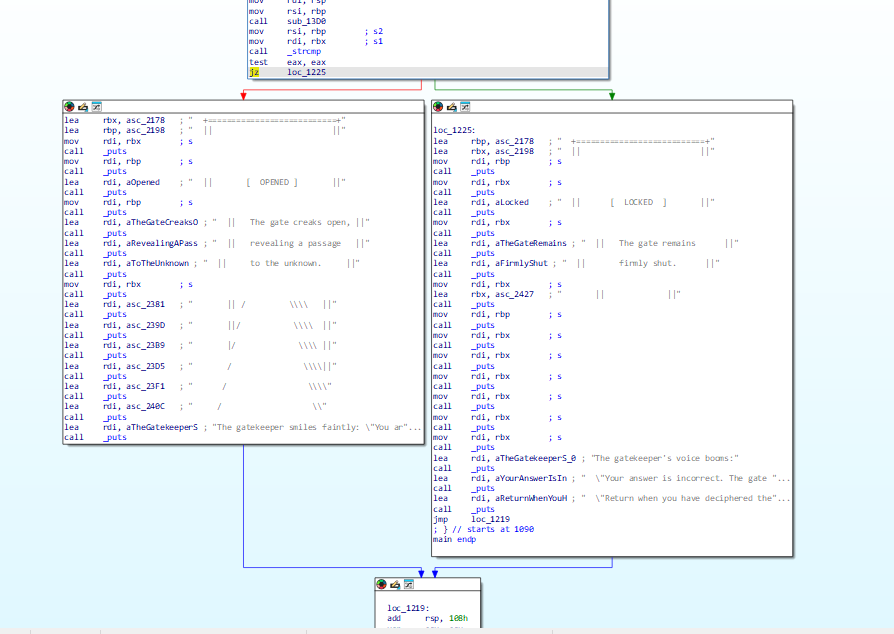 mov rdi, rsp
mov rsi, rbp
call sub_13D0
mov rsi, rbp ; s2
mov rdi, rbx ; s1
call _strcmp
test eax, eax
jz loc_1225
lea rbx, asc_2178 ; " +==========================+"
lea rbp, asc_2198 ; " || ||"
mov rdi, rbx ; s
call _puts
mov rdi, rbp ; s
call _puts
lea rdi, aOpened ; " || [ OPENED ] ||"
call _puts
mov rdi, rbp ; s
call _puts
lea rdi, aTheGateCreaksO ; " || The gate creaks open, ||"
call _puts
lea rdi, aRevealingAPass ; " || revealing a passage ||"
call _puts
lea rdi, aToTheUnknown ; " || to the unknown. ||"
call _puts
mov rdi, rbx ; s
call _puts
lea rdi, asc_2381 ; " || / \\\\ ||"
call _puts
lea rdi, asc_239D ; " ||/ \\\\ ||"
call _puts
lea rdi, asc_23B9 ; " |/ \\\\ ||"
call _puts
lea rdi, asc_23D5 ; " / \\\\||"
call _puts
lea rdi, asc_23F1 ; " / \\\\"
call _puts
lea rdi, asc_240C ; " / \\"
call _puts
lea rdi, aTheGatekeeperS ; "The gatekeeper smiles faintly: \"You ar"...
call _puts
loc_1225:
lea rbp, asc_2178 ; " +==========================+"
lea rbx, asc_2198 ; " || ||"
mov rdi, rbp ; s
call _puts
mov rdi, rbx ; s
call _puts
lea rdi, aLocked ; " || [ LOCKED ] ||"
call _puts
mov rdi, rbx ; s
call _puts
lea rdi, aTheGateRemains ; " || The gate remains ||"
call _puts
lea rdi, aFirmlyShut ; " || firmly shut. ||"
call _puts
mov rdi, rbx ; s
lea rbx, asc_2427 ; " || ||"
call _puts
mov rdi, rbp ; s
call _puts
mov rdi, rbx ; s
call _puts
mov rdi, rbx ; s
call _puts
mov rdi, rbx ; s
call _puts
mov rdi, rbx ; s
call _puts
mov rdi, rbx ; s
call _puts
mov rdi, rbx ; s
call _puts
lea rdi, aTheGatekeeperS_0 ; "The gatekeeper's voice booms:"
call _puts
lea rdi, aYourAnswerIsIn ; " \"Your answer is incorrect. The gate "...
call _puts
lea rdi, aReturnWhenYouH ; " \"Return when you have deciphered the"...
call _puts
jmp loc_1219
; } // starts at 1090
main endp
loc_1219:
add rsp, 108h